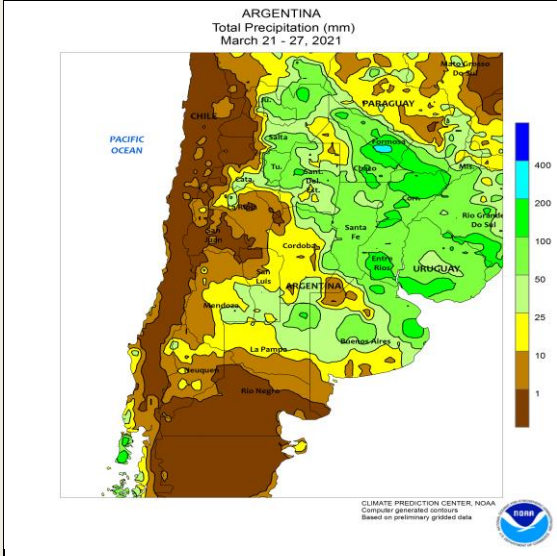 ARGENTINA
Total Precipitation (mm)
March 21 - 27, 2021
Mato Grosso
Do Sul
PARAGUAY
Ju.
CHILE
PACIFIC
OCEAN
Salta
Formosa
Tu.
Chaco
Mis.
Sant.
Del
Est.
Cata.
L. Rioja
Corr.
Rio Grande
Do Sul
San
Juan
Santa
Fe
Cordoba
Entre
Rios
URUGUAY
San
Luis
ARGENTINA
Mendoza
Buenos Aires
La Pampa
Neuquen
Rio Negro
400
200
100
50
25
10
1
CLIMATE PREDICTION CENTER, NOAA
Computer generated contours
Based on preliminary gridded data
NOAA